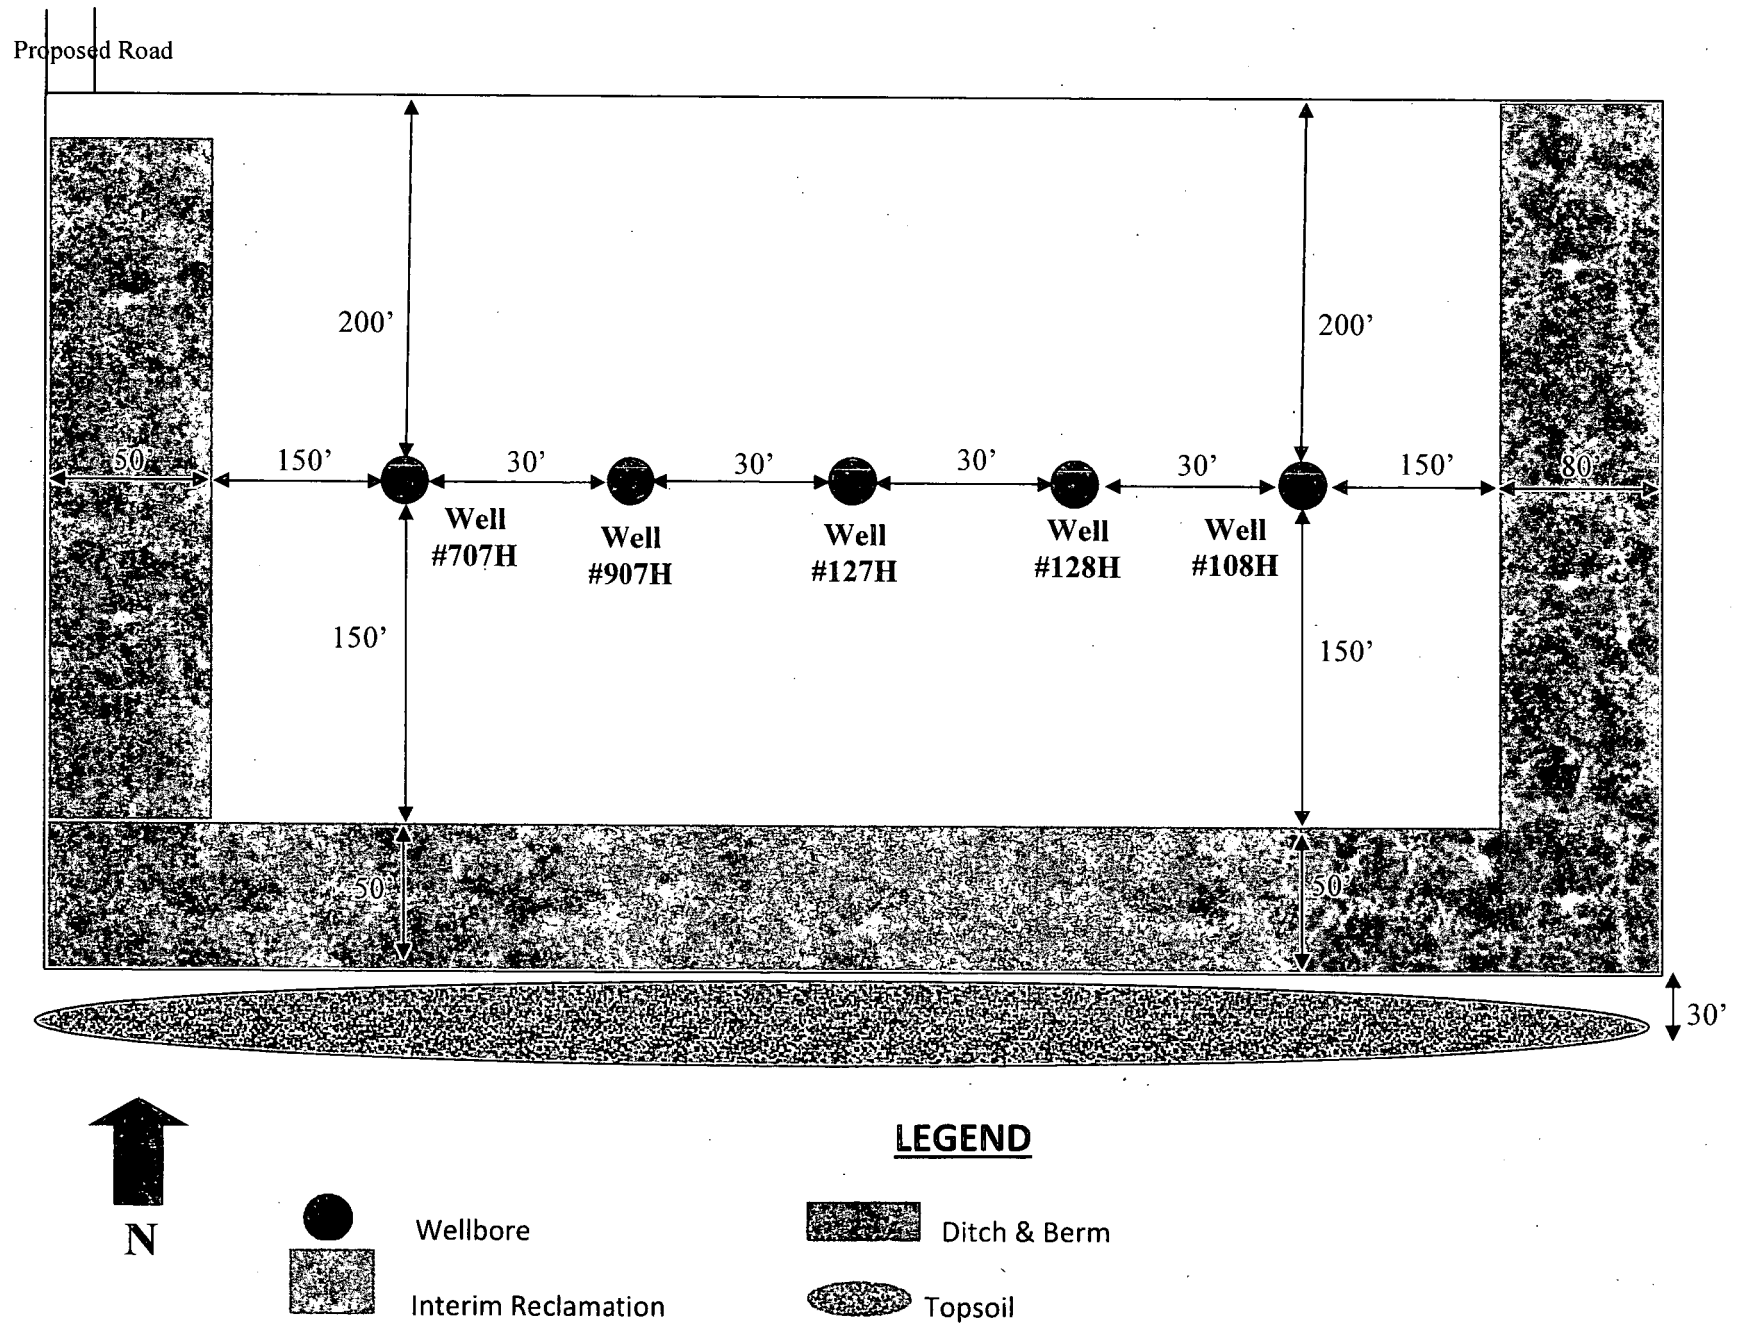 Proposed Road
200’
200’
50’
150’
30’
30’
30’
30’
150’
80’
Well
#707H
Well
#907H
Well
#127H
Well
#128H
Well
#108H
150’
150’
50’
50’
30’
LEGEND
N
Wellbore
Ditch & Berm
Interim Reclamation
Topsoil